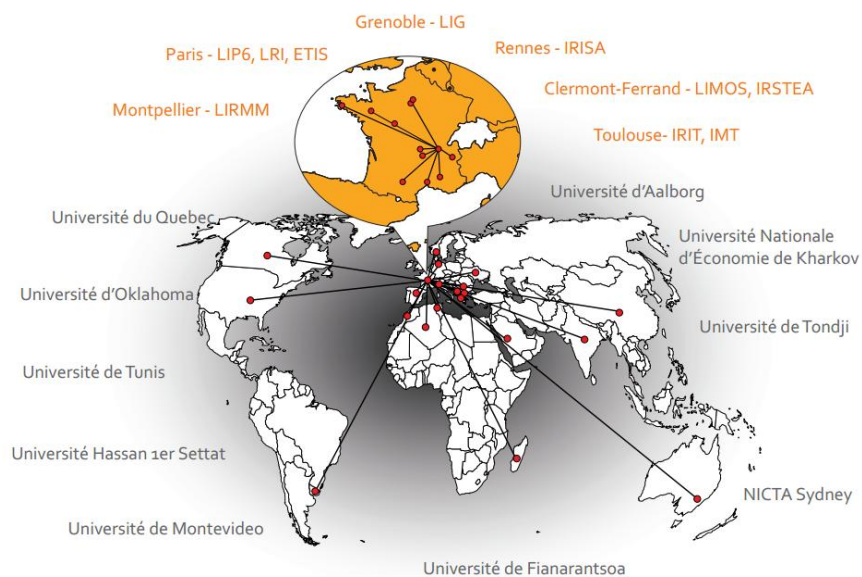 Grenoble - LIG
Paris - LIP6, LRI, ETIS
Rennes - IRISA
Clermont-Ferrand - LIMOS, IRSTEA
Montpellier - LIRMM
Toulouse- IRIT, IMT
Université d'Aalborg
Université du Quebec
Université Nationale
d'Économie de Kharkov
Université d'Oklahoma
Université de Tondji
Université de Tunis
Université Hassan 1er Settat
NICTA Sydney
Université de Montevideo
Université de Fianarantsoa